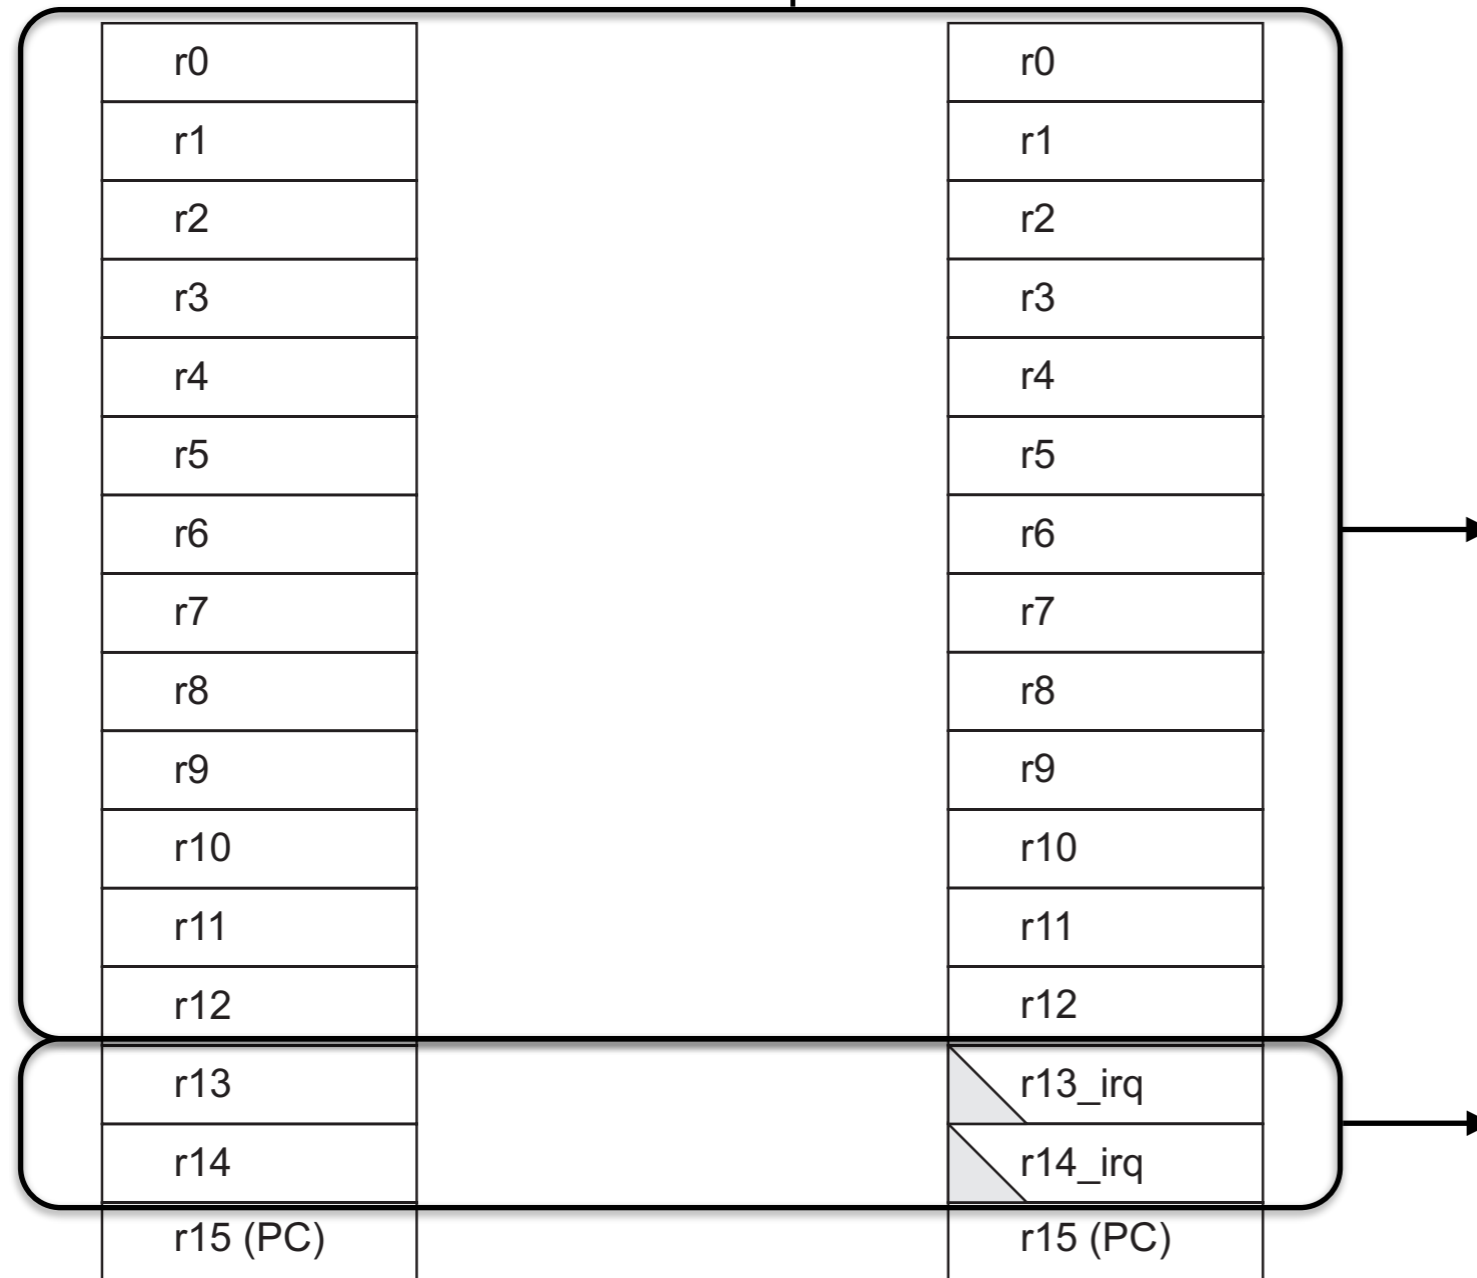 r0 r0
r1 r1
r2 r2
r3 r3
r4 r4
r5 r5
r6 r6
r7 r7
r8 r8
r9 r9
r10 r10
r11 r11
r12 r12
r13 r13_irq
r14 r14_irq
r15 (PC) r15 (PC)